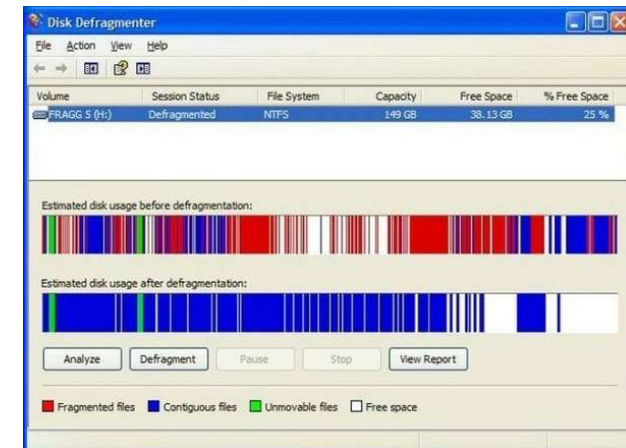 Disk Defragmenter
File Action View Help
Volume Session Status File System Capacity Free Space % Free Space
FRAGG 5 (H:) Defragmented NTFS 149 GB 38.13 GB 25 %
Estimated disk usage before defragmentation:
Estimated disk usage after defragmentation:
Analyze Defragment Pause Stop View Report
Fragmented files Contiguous files Unmovable files Free space